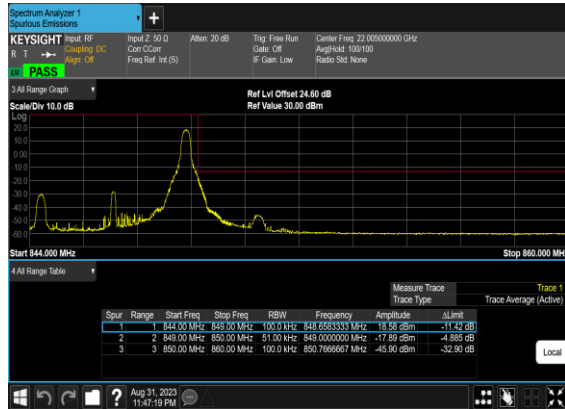 Spectrum Analyzer 1
Spurious Emissions
+
KEYSIGHT Input: RF Input Z: 50 Ω Atten: 20 dB Trig: Free Run Center Freq: 22.005000000 GHz
R T Coupling: DC Corr CCorr Gate: Off Avg|Hold: 100/100
Align: Off Freq Ref: Int (S) IF Gain: Low Radio Std: None
LW PASS
3 All Range Graph
Ref Lvl Offset 24.60 dB
Scale/Div 10.0 dB Ref Value 30.00 dBm
Log
20.0
10.0
0.00
-10.0
-20.0
-30.0
-40.0
-50.0
-60.0
Start 844.000 MHz Stop 860.000 MH
4 All Range Table
Measure Trace Trace 1
Trace Type Trace Average (Active)
Spur Range Start Freq Stop Freq RBW Frequency Amplitude ΔLimit
1 1 844.00 MHz 849.00 MHz 100.0 kHz 848.6583333 MHz 18.58 dBm -11.42 dB
2 2 849.00 MHz 850.00 MHz 51.00 kHz 849.0000000 MHz -17.89 dBm -4.885 dB
3 3 850.00 MHz 860.00 MHz 100.0 kHz 850.7666667 MHz -45.90 dBm -32.90 dB
Local
? Aug 31, 2023
11:47:19 PM